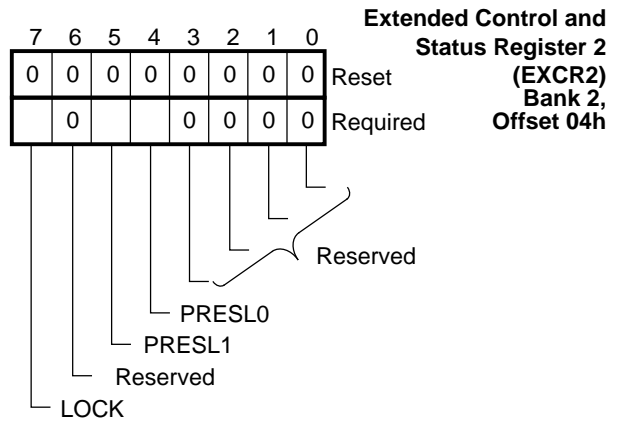 Extended Control and
Status Register 2
(EXCR2)
Bank 2,
Offset 04h
7 6 5 4 3 2 1 0
0 0 0 0 0 0 0 0 Reset
0 0 0 0 0 Required
Reserved
PRESL0
PRESL1
Reserved
LOCK